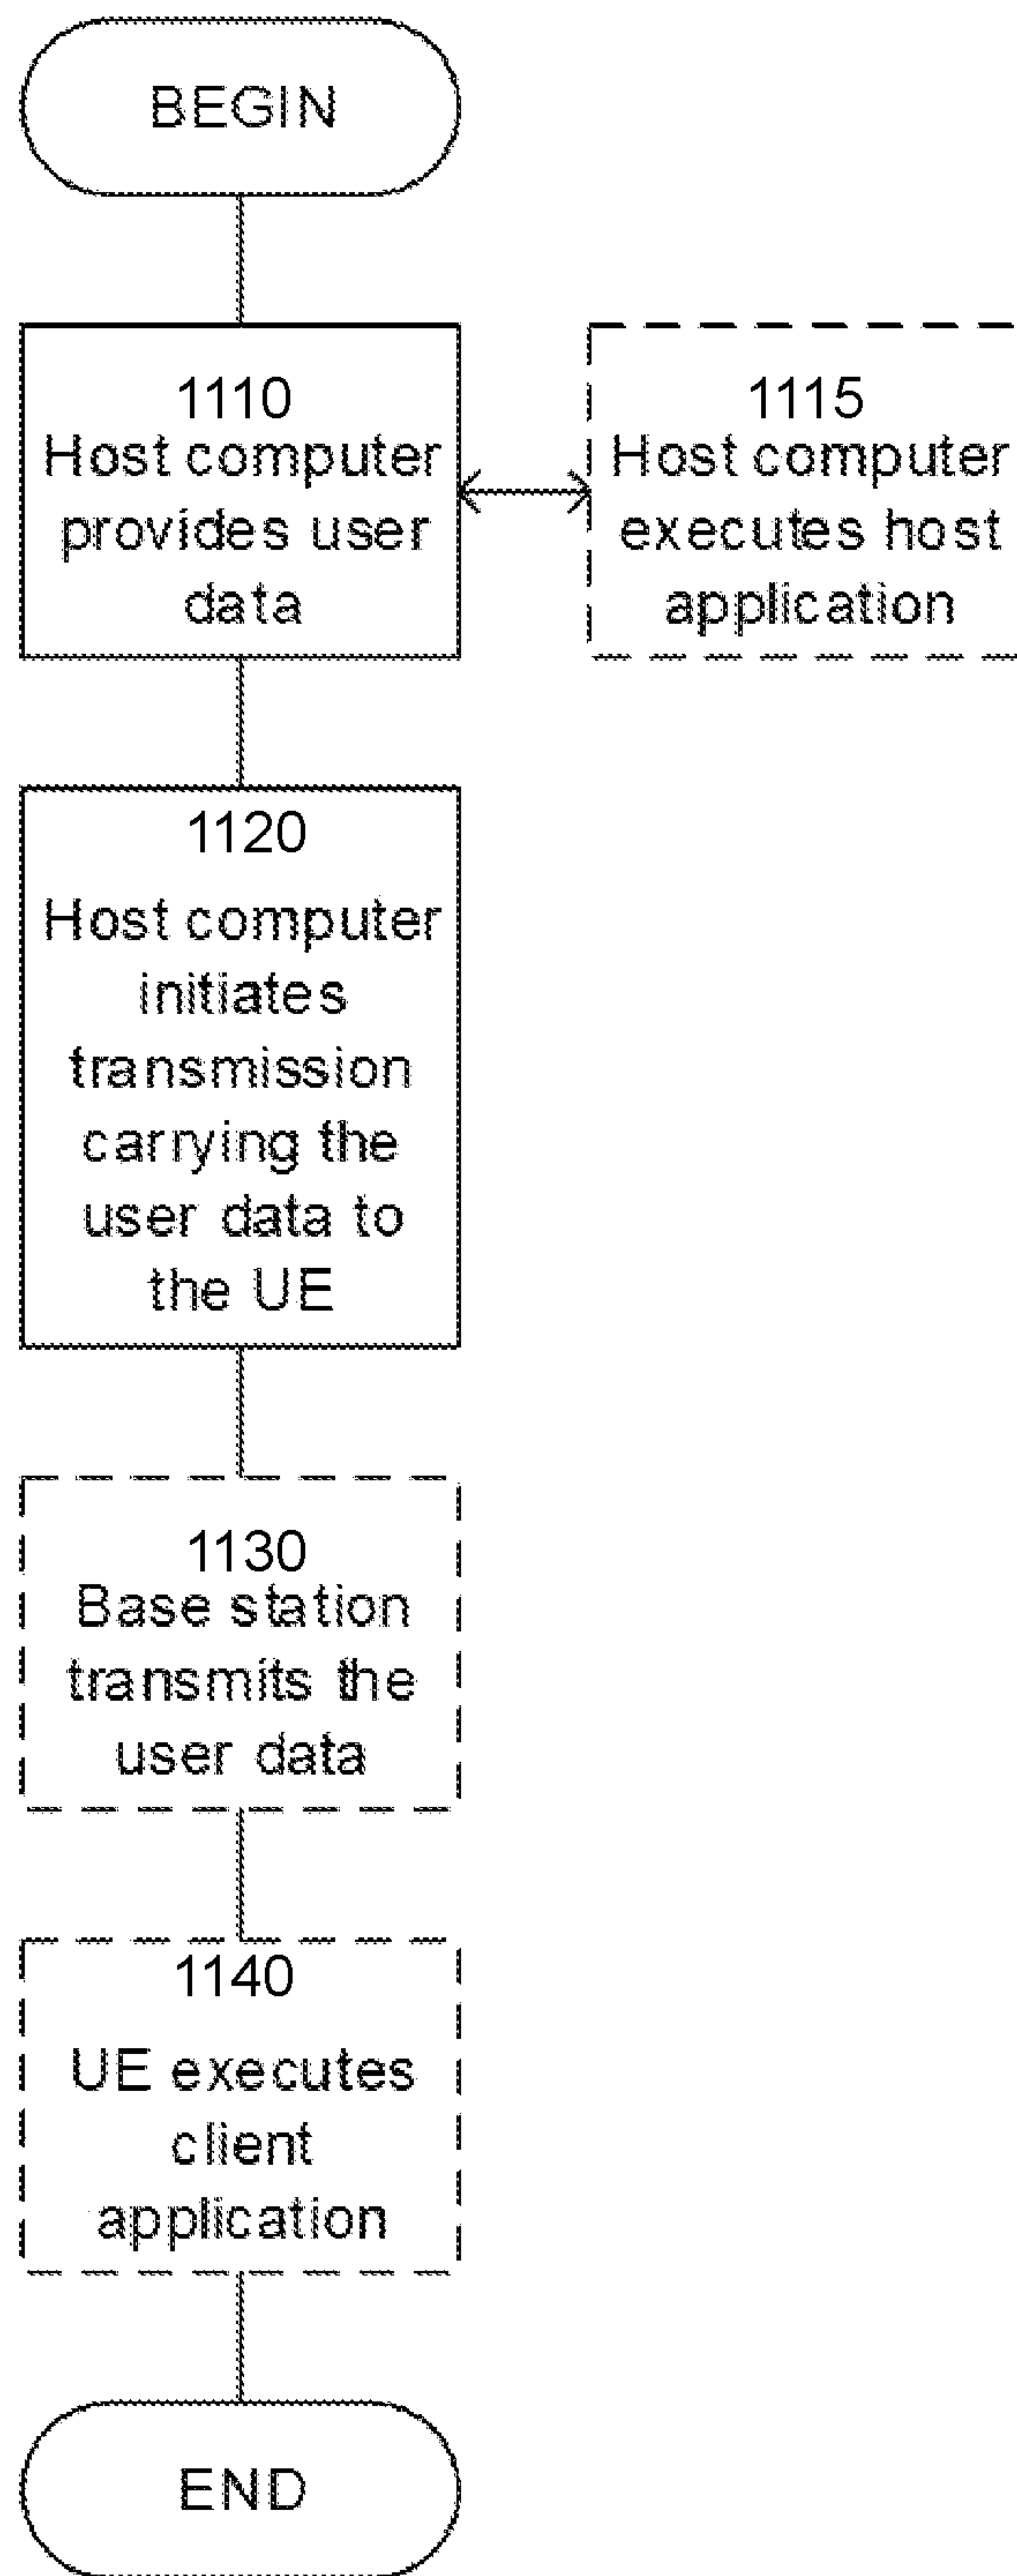 BEGIN
1110
Host computer
provides user
data
1115
Host computer
executes host
application
1120
Host computer
initiates
transmission
carrying the
user data to
the UE
1130
Base station
transmits the
user data
1140
UE executes
client
application
END